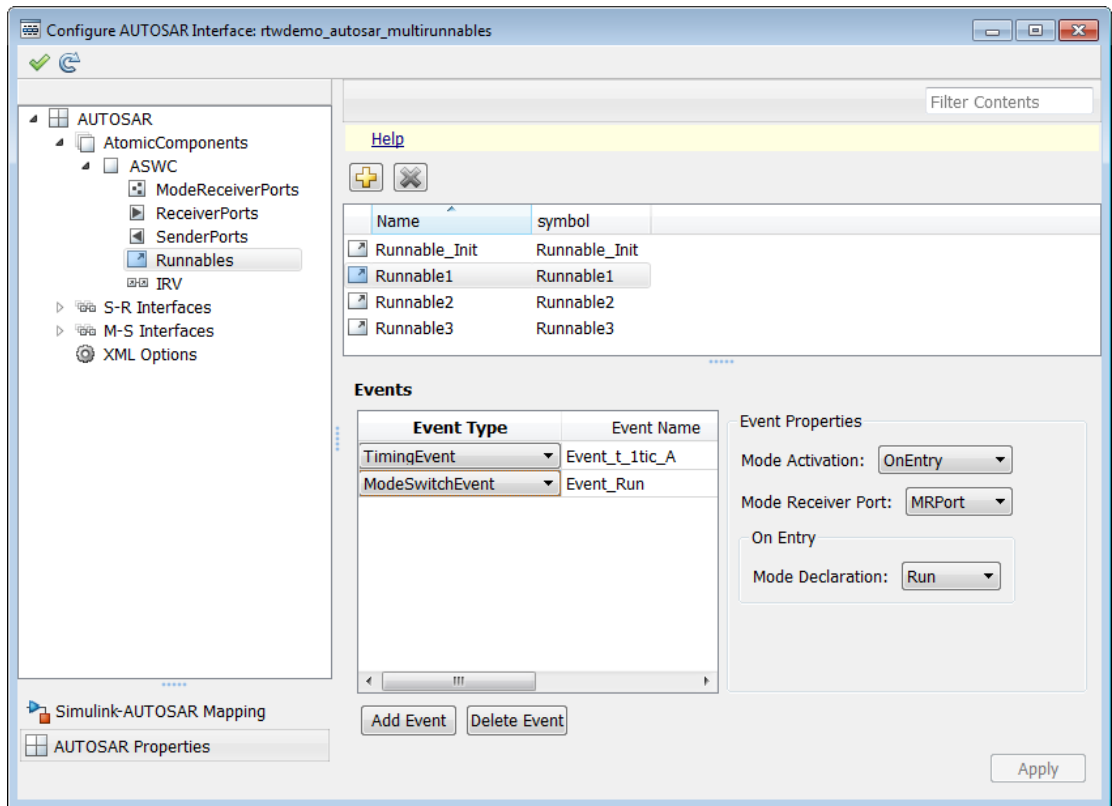 Configure AUTOSAR Interface: rtwdemo_autosar_multirunnables
Filter Contents
AUTOSAR
AtomicComponents
ASWC
ModeReceiverPorts
ReceiverPorts
SenderPorts
Runnables
IRV
S-R Interfaces
M-S Interfaces
XML Options
Simulink-AUTOSAR Mapping
AUTOSAR Properties
Help
Name symbol
Runnable_Init Runnable_Init
Runnable1 Runnable1
Runnable2 Runnable2
Runnable3 Runnable3
Events
Event Type Event Name
TimingEvent Event_t_1tic_A
ModeSwitchEvent Event_Run
Add Event Delete Event
Event Properties
Mode Activation: OnEntry
Mode Receiver Port: MRPort
On Entry
Mode Declaration: Run
Apply